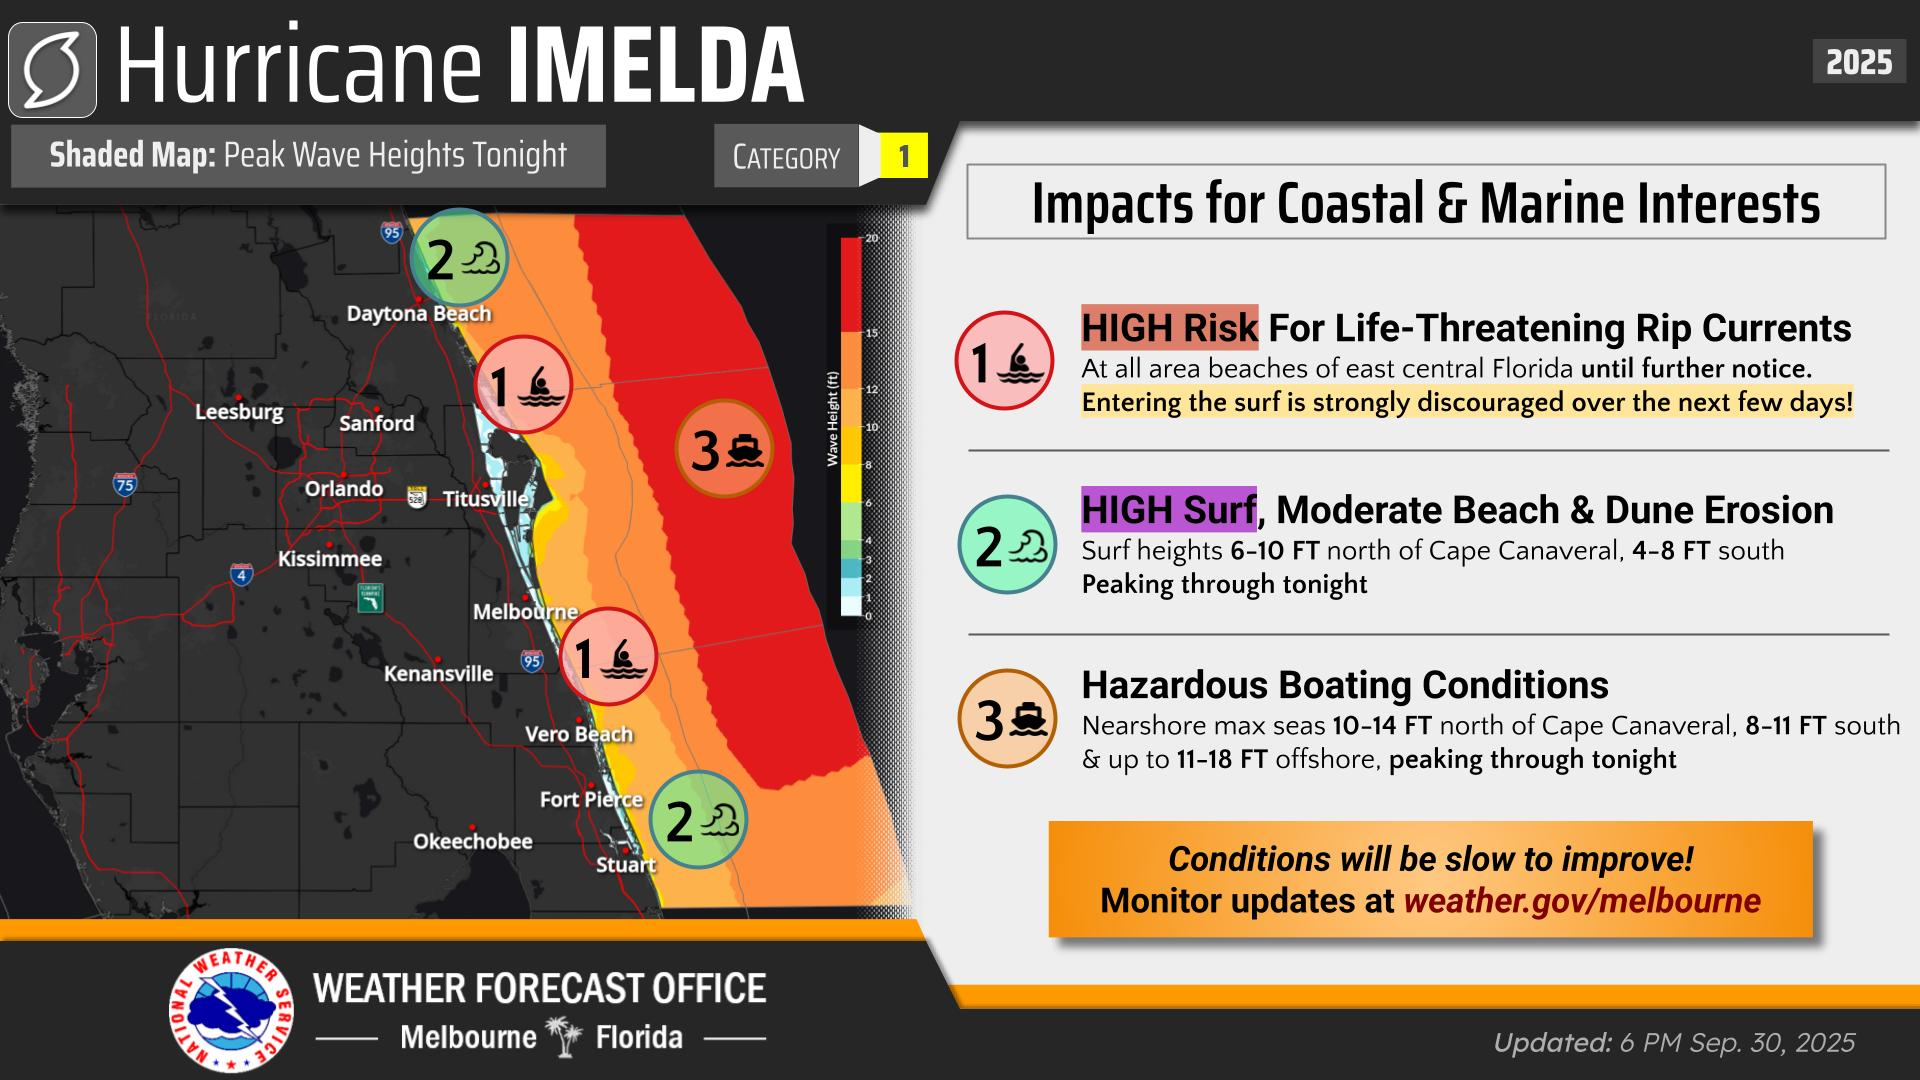 Hurricane IMELDA
2025
Shaded Map: Peak Wave Heights Tonight
CATEGORY 1
Impacts for Coastal & Marine Interests
1
HIGH Risk For Life-Threatening Rip Currents
At all area beaches of east central Florida until further notice.
Entering the surf is strongly discouraged over the next few days!
2
HIGH Surf, Moderate Beach & Dune Erosion
Surf heights 6-10 FT north of Cape Canaveral, 4-8 FT south
Peaking through tonight
3
Hazardous Boating Conditions
Nearshore max seas 10-14 FT north of Cape Canaveral, 8-11 FT south
& up to 11-18 FT offshore, peaking through tonight
Conditions will be slow to improve!
Monitor updates at weather.gov/melbourne
95
2
FLORIDA
Daytona Beach
1
Leesburg
Sanford
3
75
Orlando
528
Titusville
Kissimmee
4
Melbourne
1
95
Kenansville
Vero Beach
Fort Pierce
2
Okeechobee
Stuart
Wave Height (ft)
20
15
12
10
8
6
4
3
2
1
0
NATIONAL WEATHER SERVICE
WEATHER FORECAST OFFICE
Melbourne Florida
Updated: 6 PM Sep. 30, 2025